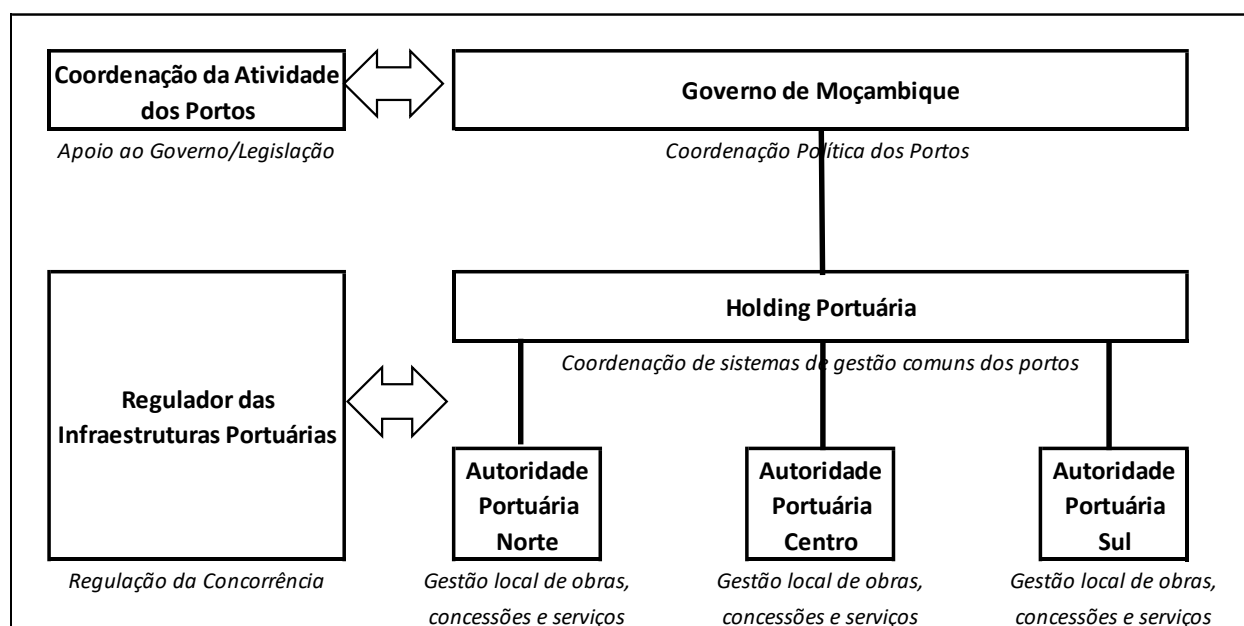 Coordenação da Atividade
dos Portos
Apoio ao Governo/Legislação
Governo de Moçambique
Coordenação Política dos Portos
Holding Portuária
Coordenação de sistemas de gestão comuns dos portos
Regulador das
Infraestruturas Portuárias
Regulação da Concorrência
Autoridade
Portuária
Norte
Gestão local de obras,
concessões e serviços
Autoridade
Portuária
Centro
Gestão local de obras,
concessões e serviços
Autoridade
Portuária
Sul
Gestão local de obras,
concessões e serviços